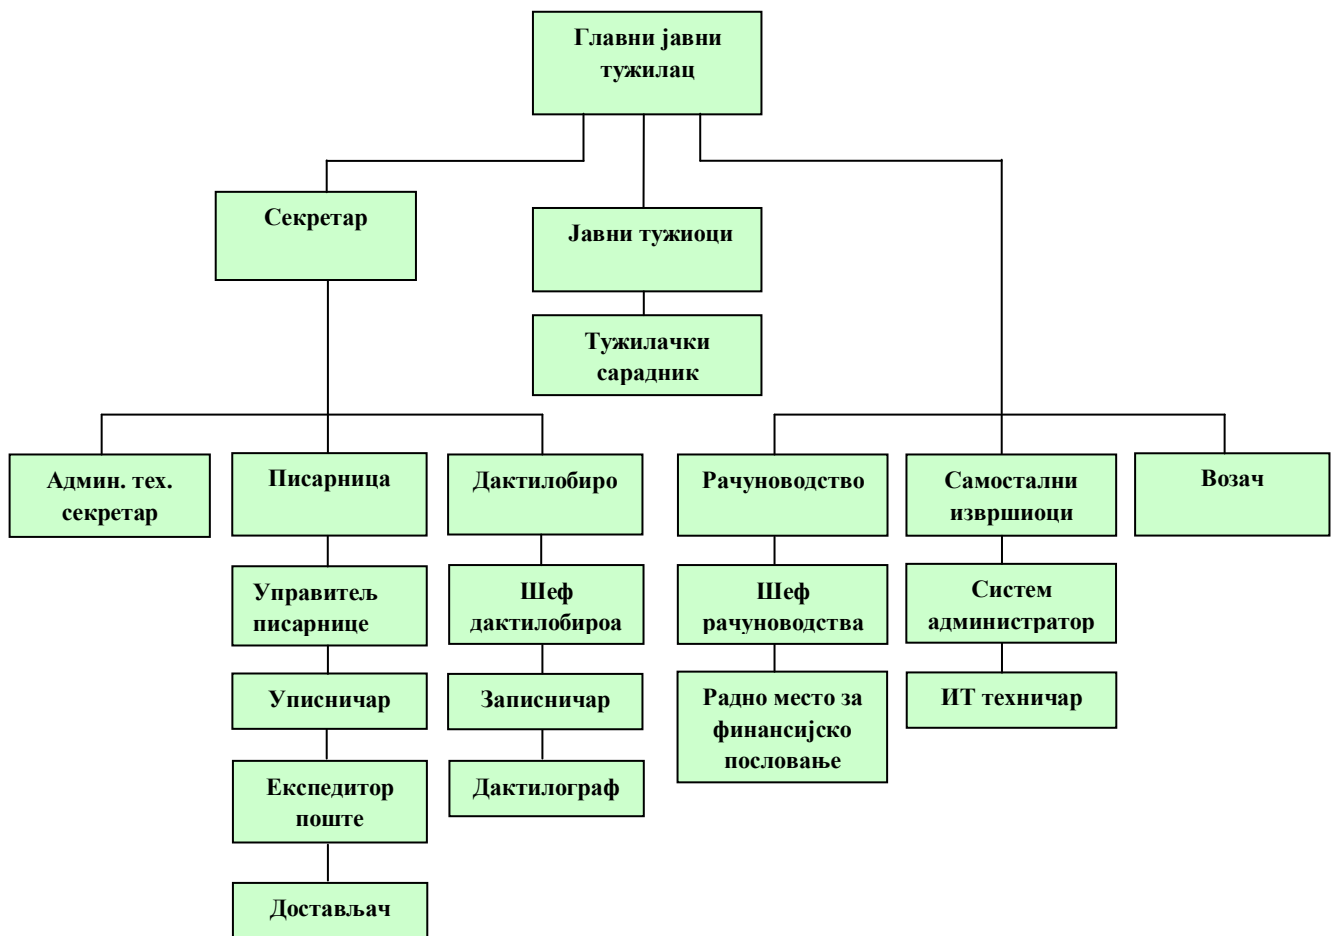 Главни јавни
тужилац
Секретар
Јавни тужиоци
Тужилачки
сарадник
Админ. тех.
секретар
Писарница
Дактилобиро
Рачуноводство
Самостални
извршиоци
Возач
Управитељ
писарнице
Шеф
дактилобироа
Шеф
рачуноводства
Систем
администратор
Уписничар
Записничар
Радно место за
финансијско
пословање
ИТ техничар
Експедитор
поште
Дактилограф
Достављач